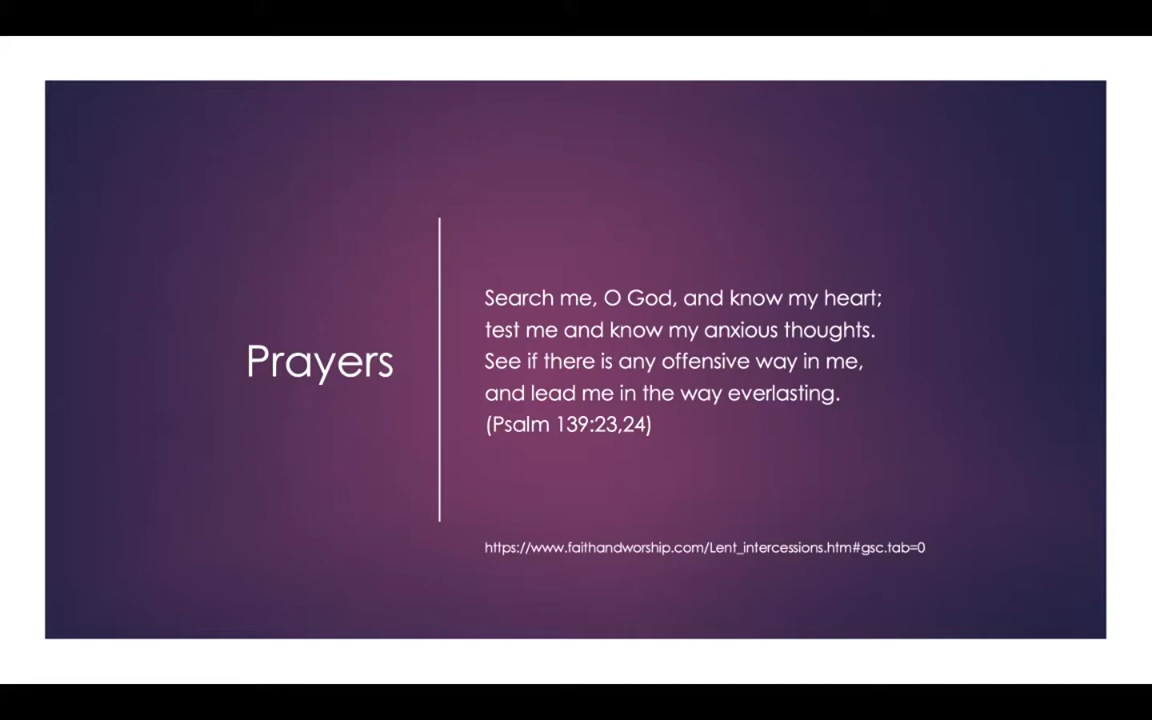 Prayers
Search me, O God, and know my heart;
test me and know my anxious thoughts.
See if there is any offensive way in me,
and lead me in the way everlasting.
(Psalm 139:23,24)
https://www.faithandworship.com/Lent_intercessions.htm#gsc.tab=0